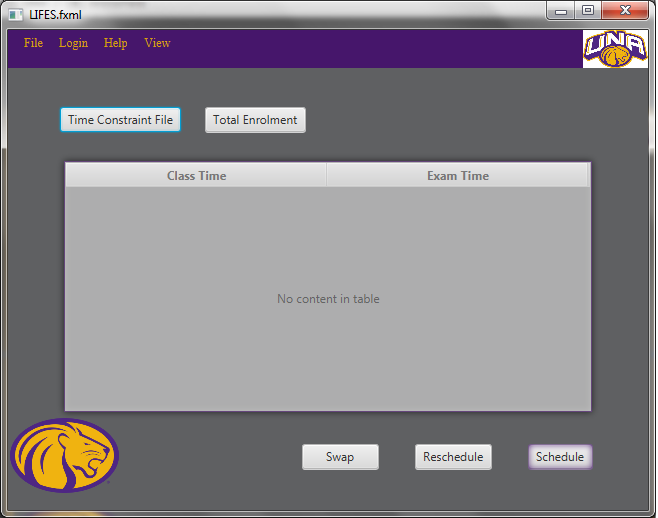 LIFES.fxml
File Login Help View
UNA
Time Constraint File Total Enrolment
Class Time Exam Time
No content in table
Swap Reschedule Schedule